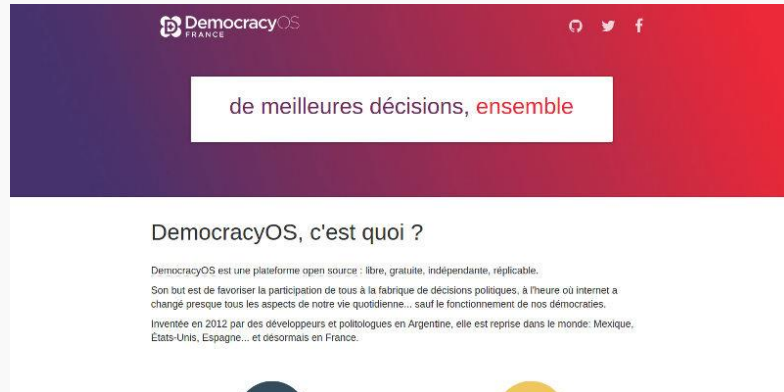 DemocracyOS
FRANCE
de meilleures décisions, ensemble
DemocracyOS, c'est quoi ?
DemocracyOS est une plateforme open source : libre, gratuite, indépendante, réplicable.
Son but est de favoriser la participation de tous à la fabrique de décisions politiques, à l'heure où internet a
changé presque tous les aspects de notre vie quotidienne... sauf le fonctionnement de nos démocraties.
Inventée en 2012 par des développeurs et politologues en Argentine, elle est reprise dans le monde: Mexique,
États-Unis, Espagne... et désormais en France.